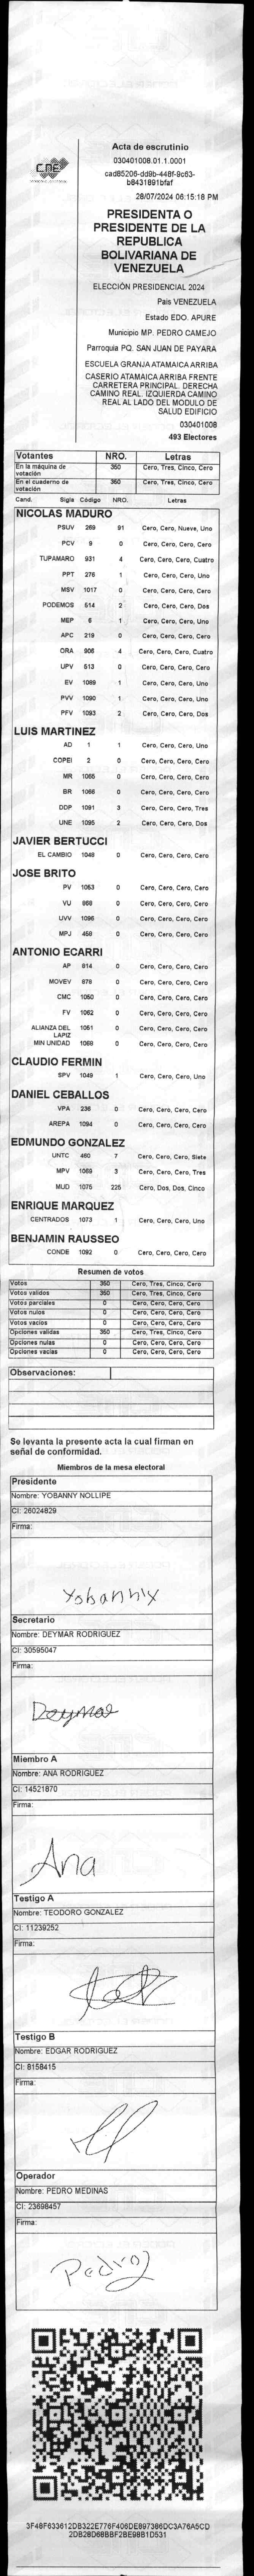 CNE
Acta de escrutinio
030401008.01.1.0001
cad85206-dd9b-448f-9c63-
b8431891bfaf
28/07/2024 06:15:18 PM
PRESIDENTA O
PRESIDENTE DE LA
REPUBLICA
BOLIVARIANA DE
VENEZUELA
ELECCIÓN PRESIDENCIAL 2024
Pais VENEZUELA
Estado EDO. APURE
Municipio MP. PEDRO CAMEJO
Parroquia PQ. SAN JUAN DE PAYARA
ESCUELA GRANJA ATAMAICA ARRIBA
CASERIO ATAMAICA ARRIBA FRENTE
CARRETERA PRINCIPAL. DERECHA
CAMINO REAL. IZQUIERDA CAMINO
REAL AL LADO DEL MODULO DE
SALUD EDIFICIO
030401008
493 Electores
Votantes NRO. Letras
En la máquina de votación 350 Cero, Tres, Cinco, Cero
En el cuaderno de votación 350 Cero, Tres, Cinco, Cero
Cand. Sigla Código NRO. Letras
NICOLAS MADURO
PSUV 269 91 Cero, Cero, Nueve, Uno
PCV 9 0 Cero, Cero, Cero, Cero
TUPAMARO 931 4 Cero, Cero, Cero, Cuatro
PPT 276 1 Cero, Cero, Cero, Uno
MSV 1017 0 Cero, Cero, Cero, Cero
PODEMOS 514 2 Cero, Cero, Cero, Dos
MEP 6 1 Cero, Cero, Cero, Uno
APC 219 0 Cero, Cero, Cero, Cero
ORA 906 4 Cero, Cero, Cero, Cuatro
UPV 513 0 Cero, Cero, Cero, Cero
EV 1089 1 Cero, Cero, Cero, Uno
PVV 1090 1 Cero, Cero, Cero, Uno
PFV 1093 2 Cero, Cero, Cero, Dos
LUIS MARTINEZ
AD 1 1 Cero, Cero, Cero, Uno
COPEI 2 0 Cero, Cero, Cero, Cero
MR 1065 0 Cero, Cero, Cero, Cero
BR 1066 0 Cero, Cero, Cero, Cero
DDP 1091 3 Cero, Cero, Cero, Tres
UNE 1095 2 Cero, Cero, Cero, Dos
JAVIER BERTUCCI
EL CAMBIO 1048 0 Cero, Cero, Cero, Cero
JOSE BRITO
PV 1053 0 Cero, Cero, Cero, Cero
VU 868 0 Cero, Cero, Cero, Cero
UVV 1096 0 Cero, Cero, Cero, Cero
MPJ 458 0 Cero, Cero, Cero, Cero
ANTONIO ECARRI
AP 814 0 Cero, Cero, Cero, Cero
MOVEV 878 0 Cero, Cero, Cero, Cero
CMC 1050 0 Cero, Cero, Cero, Cero
FV 1052 0 Cero, Cero, Cero, Cero
ALIANZA DEL LAPIZ 1051 0 Cero, Cero, Cero, Cero
MIN UNIDAD 1088 0 Cero, Cero, Cero, Cero
CLAUDIO FERMIN
SPV 1049 1 Cero, Cero, Cero, Uno
DANIEL CEBALLOS
VPA 236 0 Cero, Cero, Cero, Cero
AREPA 1094 0 Cero, Cero, Cero, Cero
EDMUNDO GONZALEZ
UNTC 460 7 Cero, Cero, Cero, Siete
MPV 1069 3 Cero, Cero, Cero, Tres
MUD 1075 225 Cero, Dos, Dos, Cinco
ENRIQUE MARQUEZ
CENTRADOS 1073 1 Cero, Cero, Cero, Uno
BENJAMIN RAUSSEO
CONDE 1092 0 Cero, Cero, Cero, Cero
Resumen de votos
Votos 350 Cero, Tres, Cinco, Cero
Votos validos 350 Cero, Tres, Cinco, Cero
Votos parciales 0 Cero, Cero, Cero, Cero
Votos nulos 0 Cero, Cero, Cero, Cero
Votos vacios 0 Cero, Cero, Cero, Cero
Opciones validas 350 Cero, Tres, Cinco, Cero
Opciones nulas 0 Cero, Cero, Cero, Cero
Opciones vacias 0 Cero, Cero, Cero, Cero
Observaciones:
Se levanta la presente acta la cual firman en
señal de conformidad.
Miembros de la mesa electoral
Presidente
Nombre: YOBANNY NOLLIPE
CI: 26024829
Firma:
Yobanny
Secretario
Nombre: DEYMAR RODRIGUEZ
CI: 30595047
Firma:
Deymar
Miembro A
Nombre: ANA RODRIGUEZ
CI: 14521870
Firma:
Ana
Testigo A
Nombre: TEODORO GONZALEZ
CI: 11239252
Firma:
Testigo B
Nombre: EDGAR RODRIGUEZ
CI: 8158415
Firma:
Operador
Nombre: PEDRO MEDINAS
CI: 23698457
Firma:
Pedro
3F48F633612DB322E776F406DE897386DC3A76A5CD
2DB28D68BBF2BE98B1D531